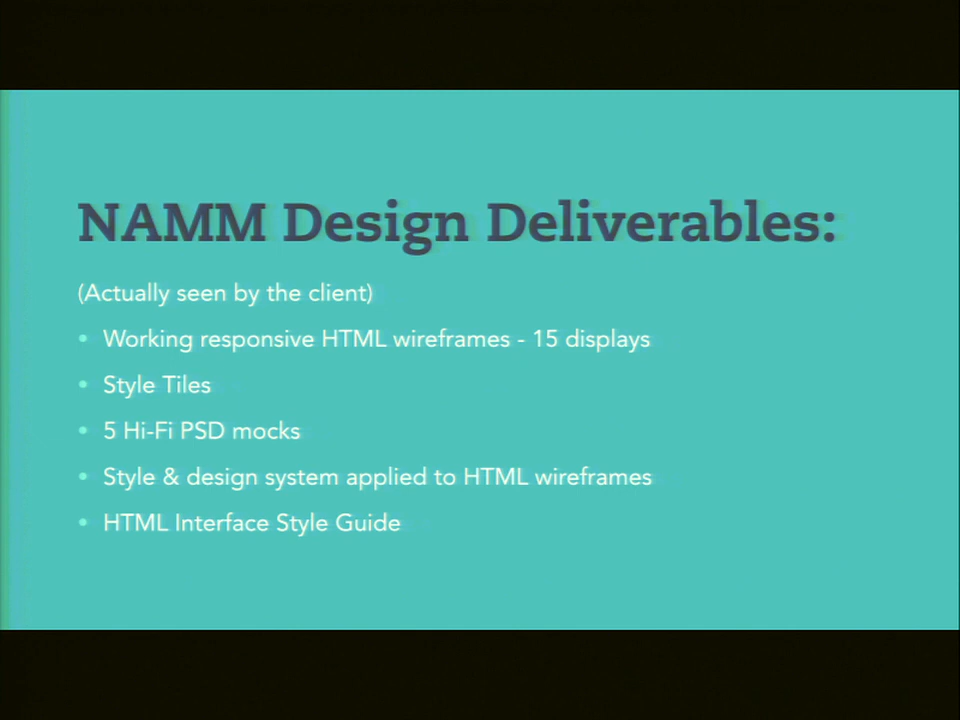 NAMM Design Deliverables:
(Actually seen by the client)
• Working responsive HTML wireframes - 15 displays
• Style Tiles
• 5 Hi-Fi PSD mocks
• Style & design system applied to HTML wireframes
• HTML Interface Style Guide